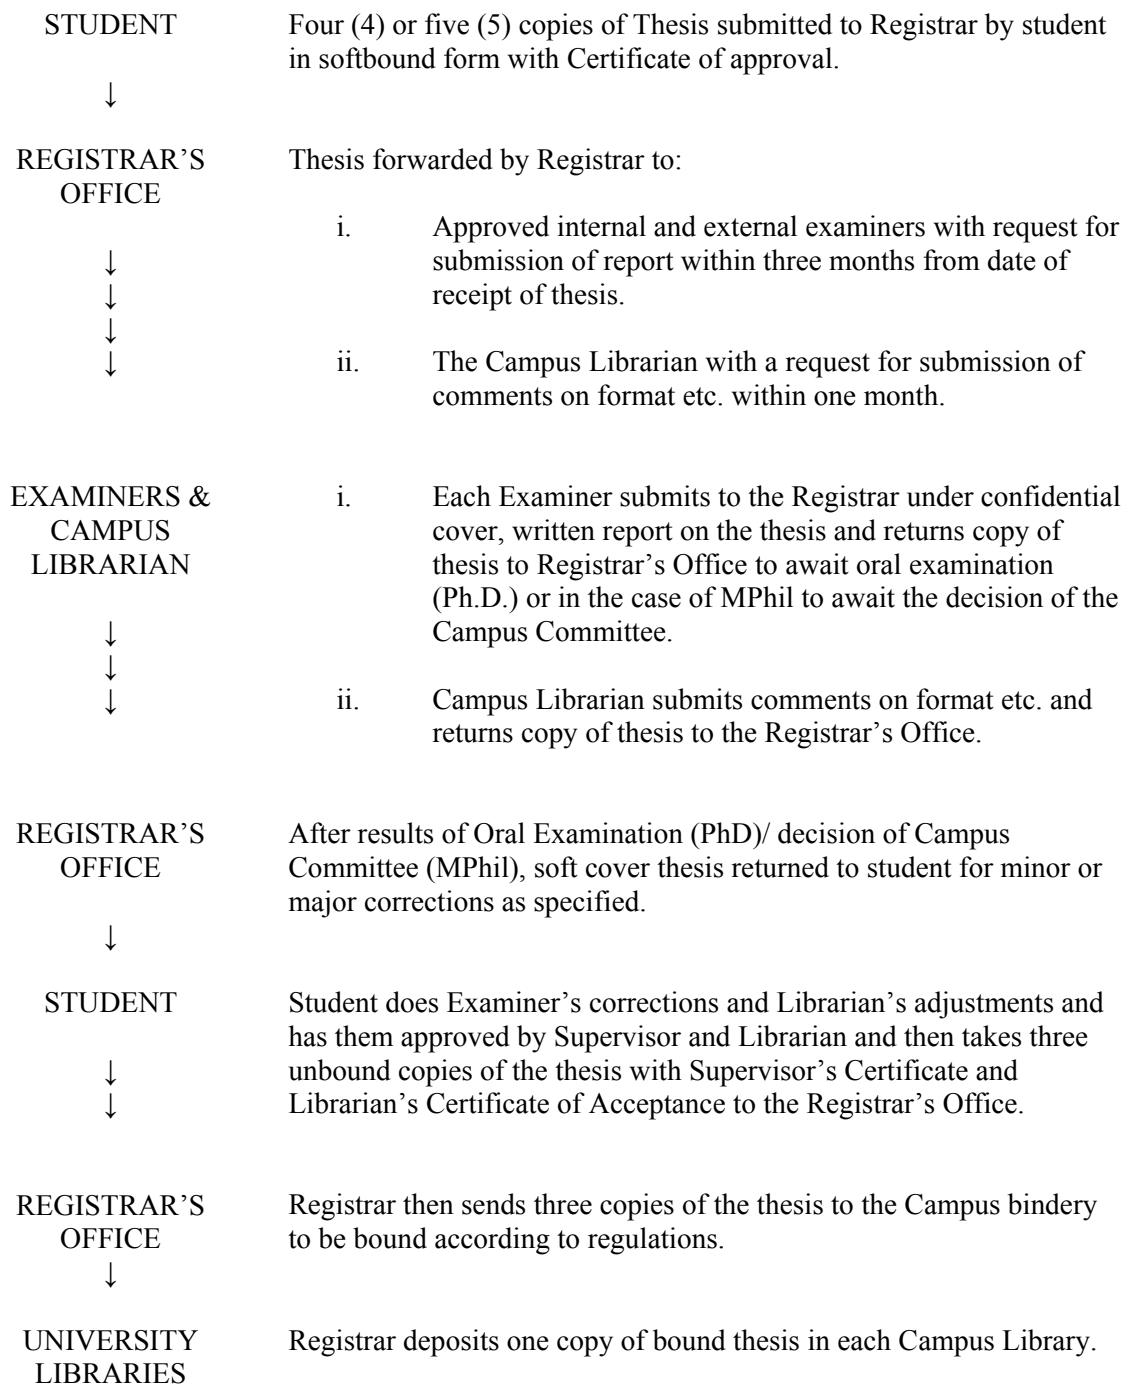 STUDENT
Four (4) or five (5) copies of Thesis submitted to Registrar by student
in softbound form with Certificate of approval.
↓
REGISTRAR’S
OFFICE
Thesis forwarded by Registrar to:
↓
↓
↓
↓
i. Approved internal and external examiners with request for
submission of report within three months from date of
receipt of thesis.
ii. The Campus Librarian with a request for submission of
comments on format etc. within one month.
EXAMINERS &
CAMPUS
LIBRARIAN
↓
↓
↓
i. Each Examiner submits to the Registrar under confidential
cover, written report on the thesis and returns copy of
thesis to Registrar’s Office to await oral examination
(Ph.D.) or in the case of MPhil to await the decision of the
Campus Committee.
ii. Campus Librarian submits comments on format etc. and
returns copy of thesis to the Registrar’s Office.
REGISTRAR’S
OFFICE
↓
After results of Oral Examination (PhD)/ decision of Campus
Committee (MPhil), soft cover thesis returned to student for minor or
major corrections as specified.
STUDENT
↓
↓
Student does Examiner’s corrections and Librarian’s adjustments and
has them approved by Supervisor and Librarian and then takes three
unbound copies of the thesis with Supervisor’s Certificate and
Librarian’s Certificate of Acceptance to the Registrar’s Office.
REGISTRAR’S
OFFICE
↓
Registrar then sends three copies of the thesis to the Campus bindery
to be bound according to regulations.
UNIVERSITY
LIBRARIES
Registrar deposits one copy of bound thesis in each Campus Library.